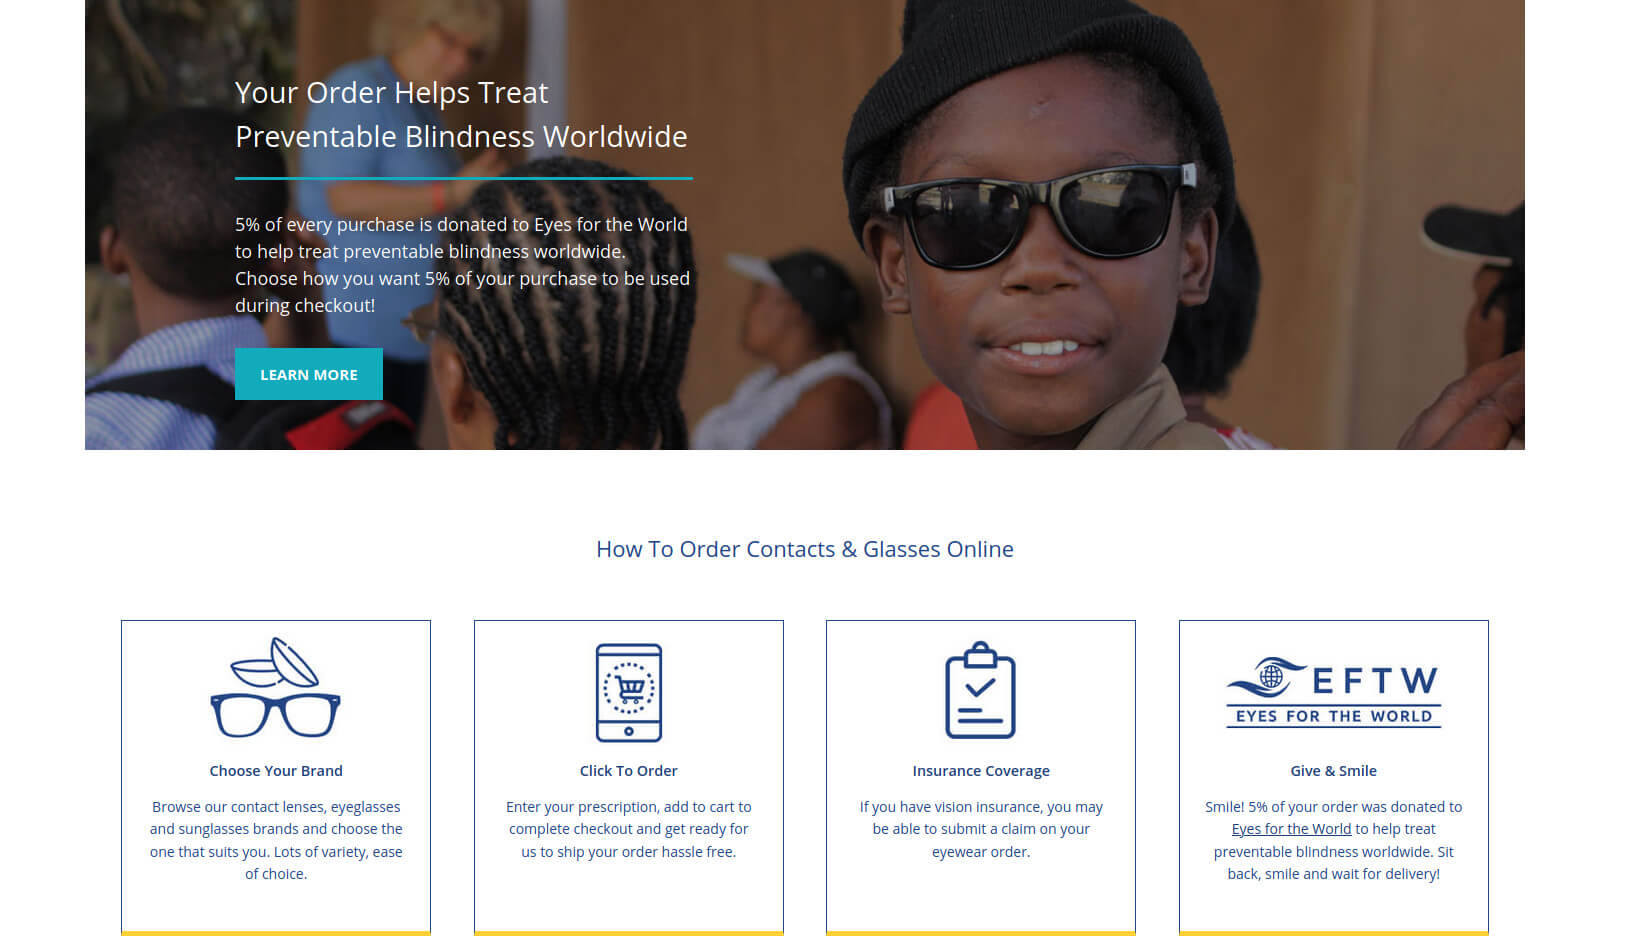 Your Order Helps Treat
Preventable Blindness Worldwide
5% of every purchase is donated to Eyes for the World
to help treat preventable blindness worldwide.
Choose how you want 5% of your purchase to be used
during checkout!
LEARN MORE
How To Order Contacts & Glasses Online
Choose Your Brand
Browse our contact lenses, eyeglasses
and sunglasses brands and choose the
one that suits you. Lots of variety, ease
of choice.
Click To Order
Enter your prescription, add to cart to
complete checkout and get ready for
us to ship your order hassle free.
Insurance Coverage
If you have vision insurance, you may
be able to submit a claim on your
eyewear order.
EFTW
EYES FOR THE WORLD
Give & Smile
Smile! 5% of your order was donated to
Eyes for the World to help treat
preventable blindness worldwide. Sit
back, smile and wait for delivery!